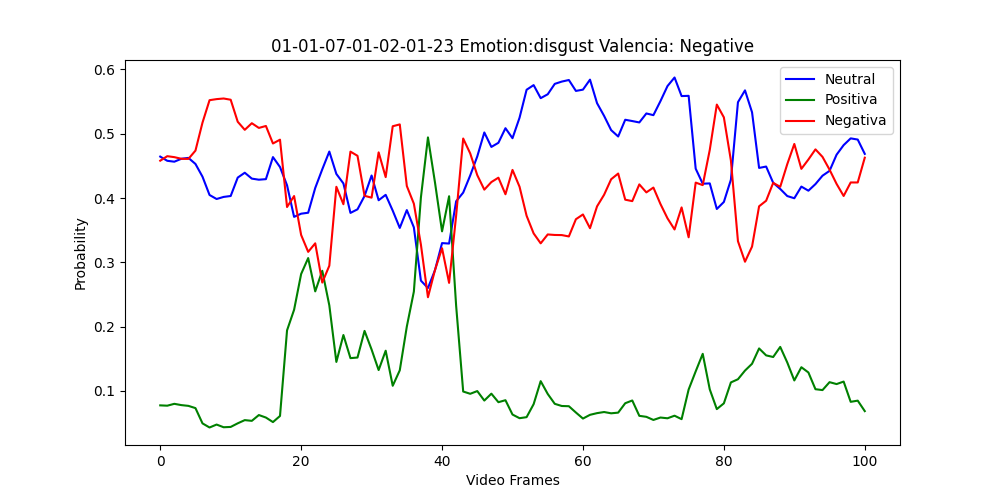 01-01-07-01-02-01-23 Emotion:disgust Valencia: Negative
Neutral
Positiva
Negativa
0.6
0.5
0.4
0.3
0.2
0.1
Probability
0 20 40 60 80 100
Video Frames